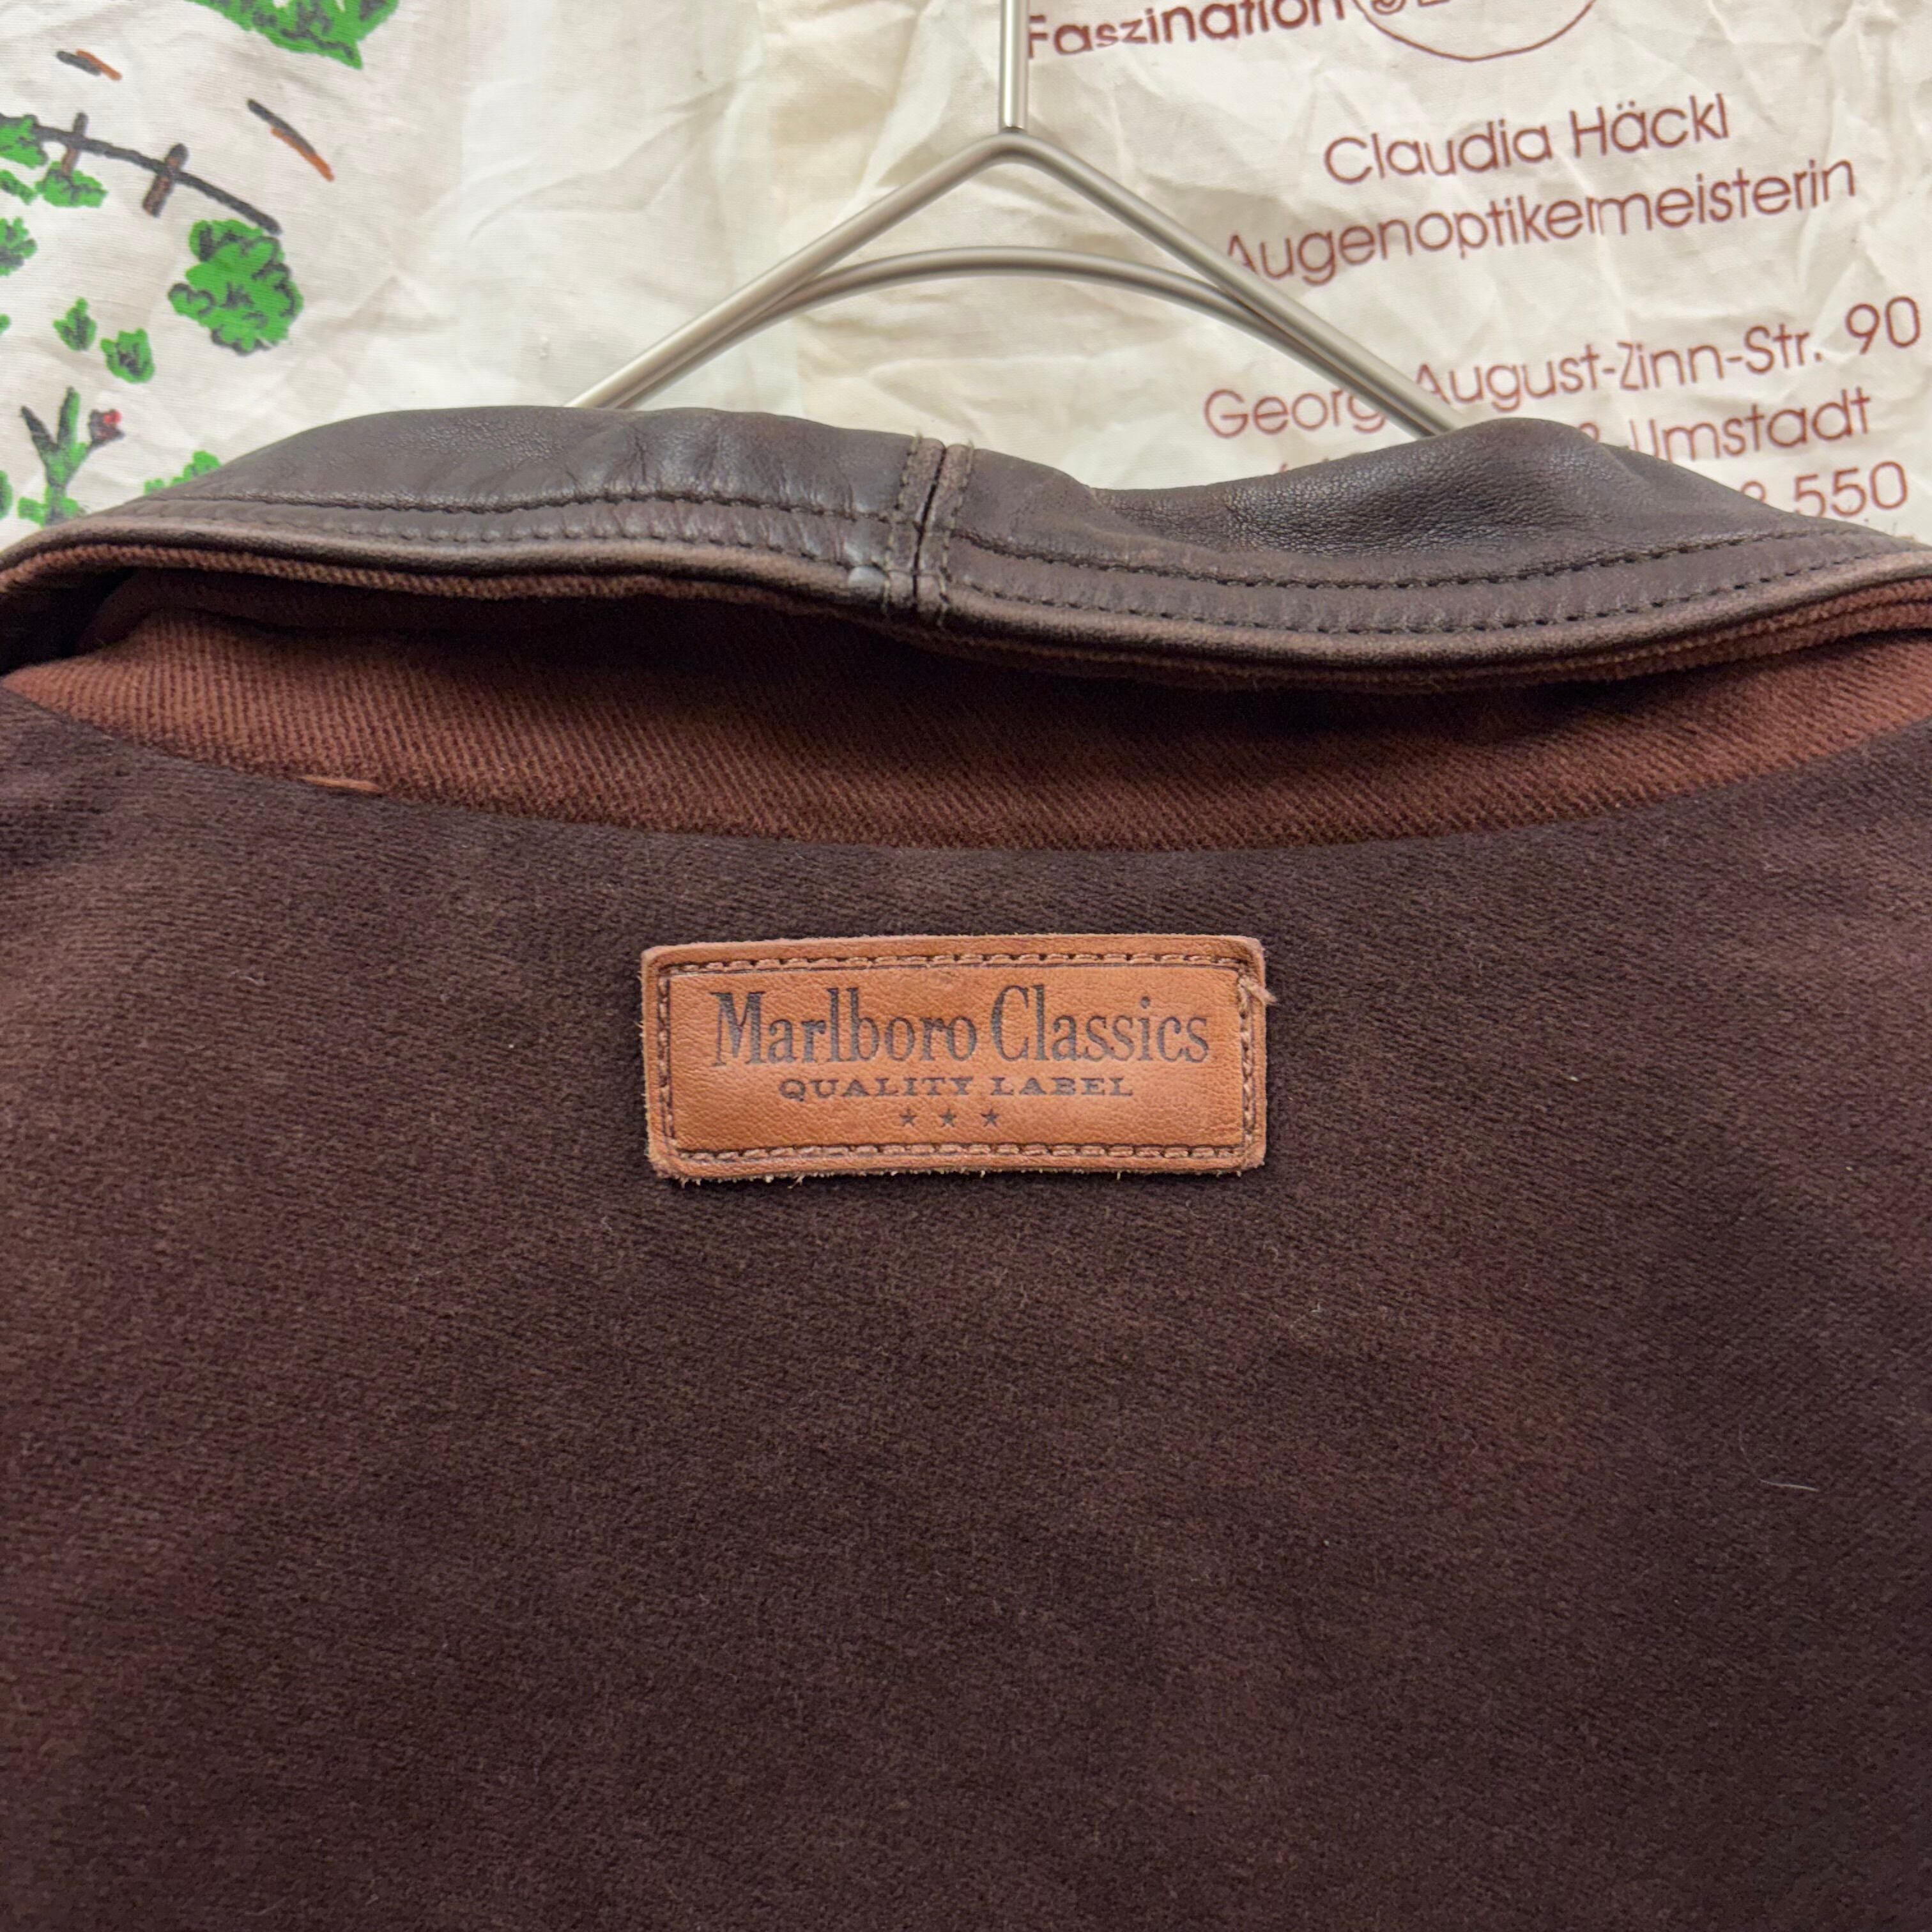 Faszination
Claudia Häckl
Augenoptikermeisterin
Georg-August-Zinn-Str. 90
Umstadt
550
Marlboro Classics
QUALITY LABEL
★ ★ ★